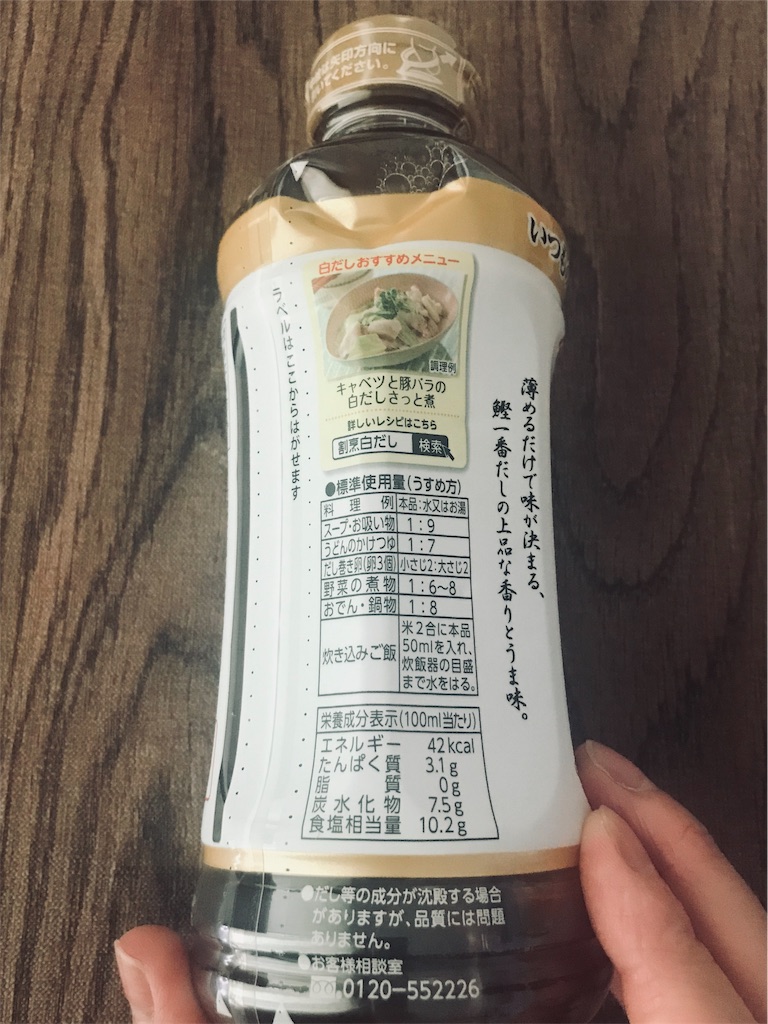 矢印方向に
いてください。
いつも
白だしおすすめメニュー
調理例
キャベツと豚バラの
白だしさっと煮
詳しいレシピはこちら
割烹白だし 検索
ラベルはここからはがせます
薄めるだけで味が決まる、
鰹一番だしの上品な香りとうま味。
●標準使用量(うすめ方)
料理例 本品:水又はお湯
スープ・お吸い物 1:9
うどんのかけつゆ 1:7
だし巻き卵(卵3個) 小さじ2:大さじ2
野菜の煮物 1:6~8
おでん・鍋物 1:8
炊き込みご飯 米2合に本品
50mlを入れ、
炊飯器の目盛
まで水をはる。
栄養成分表示(100ml当たり)
エネルギー 42kcal
たんぱく質 3.1g
脂質 0g
炭水化物 7.5g
食塩相当量 10.2g
●だし等の成分が沈殿する場合
がありますが、品質には問題
ありません。
●お客様相談室
0120-552226